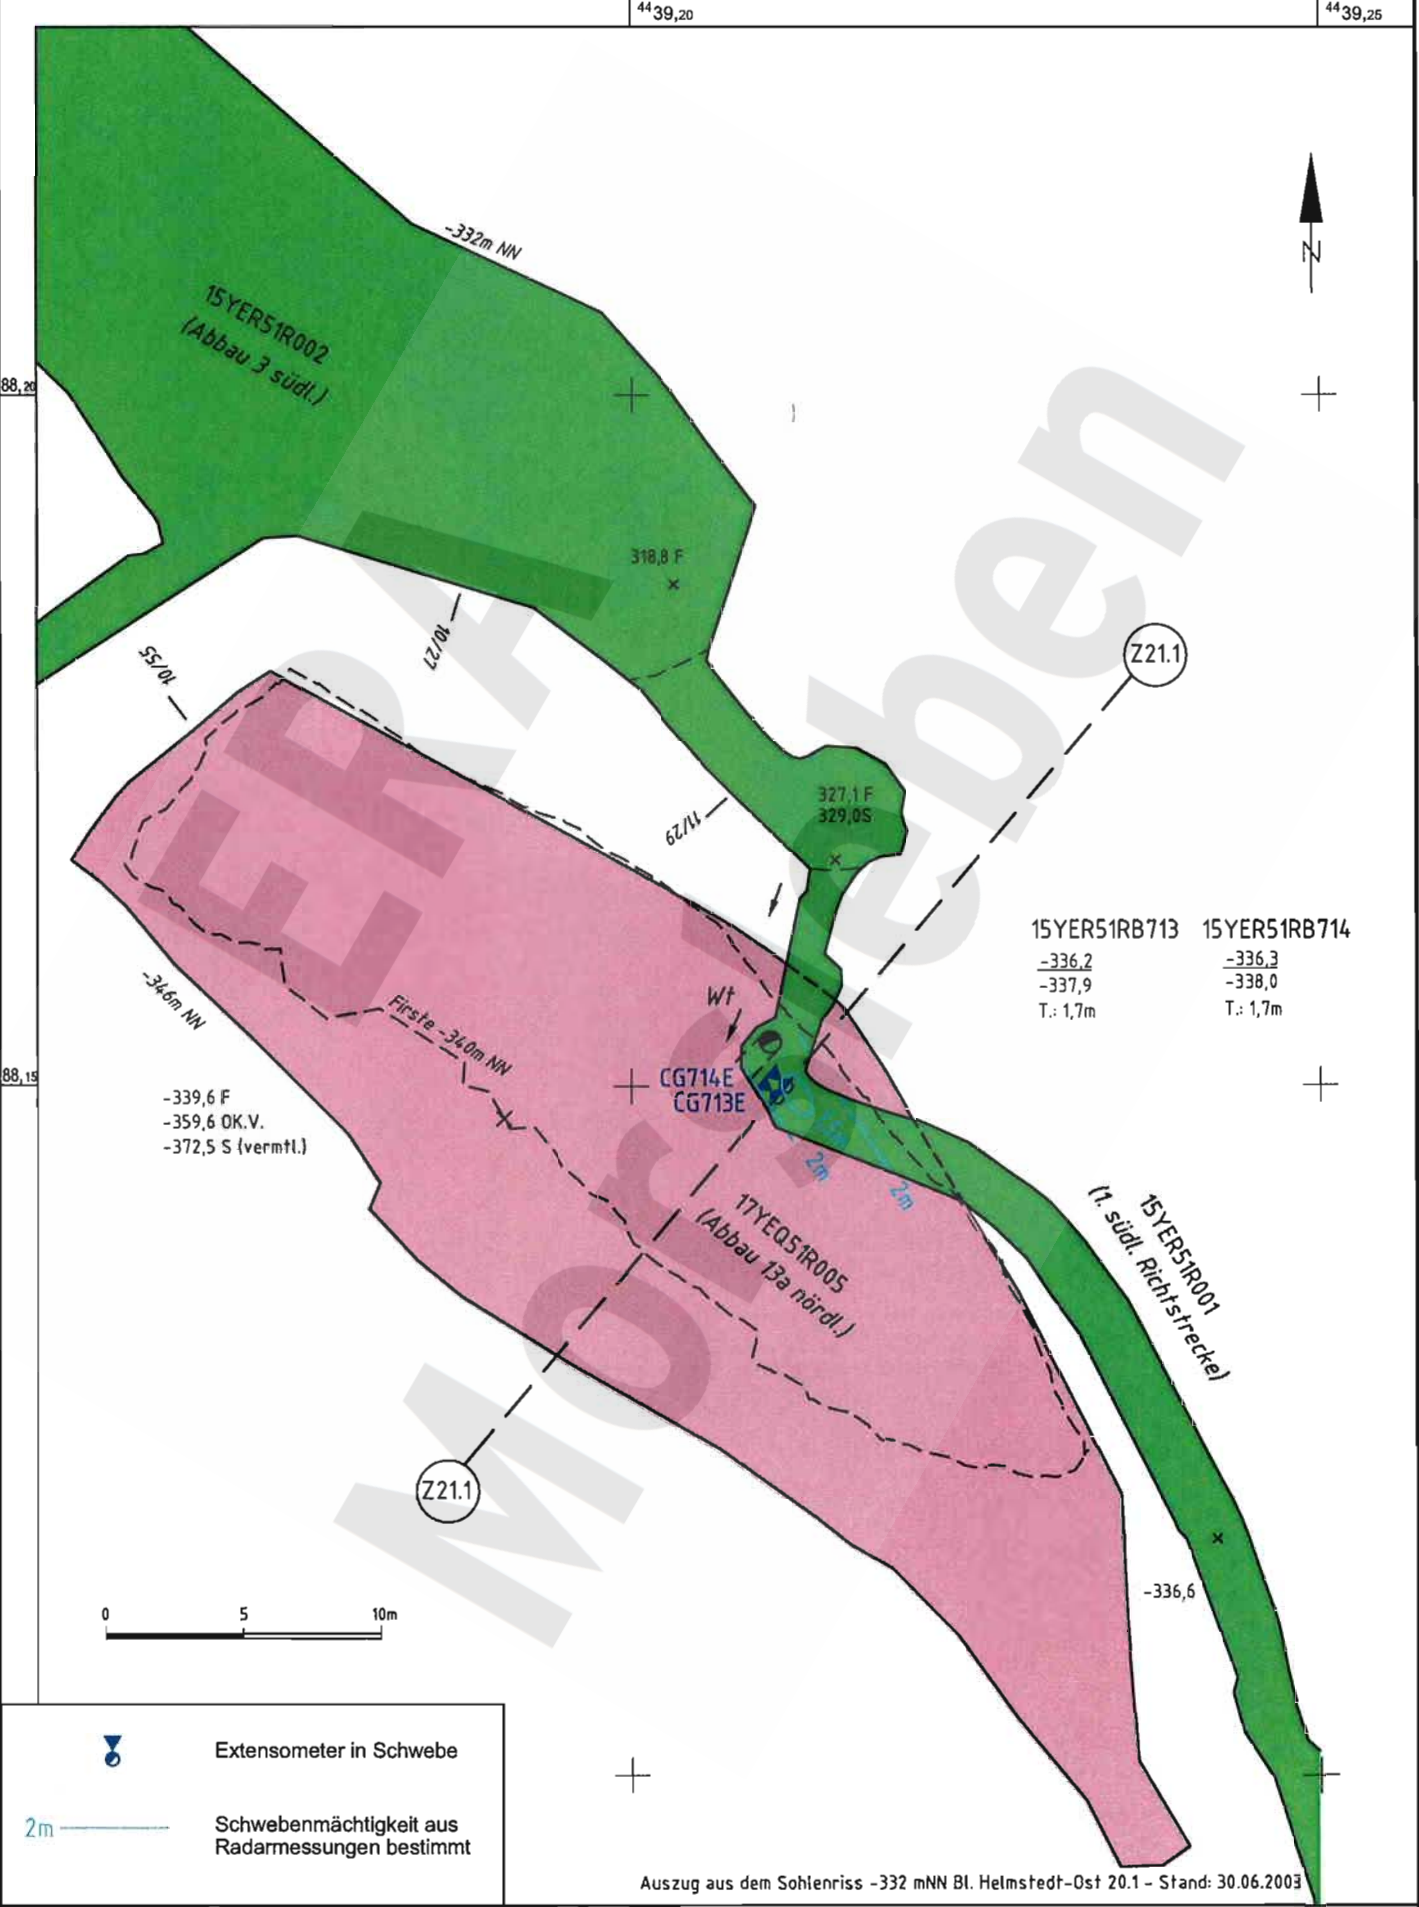 4439,20
4439,25
-332m NN
N
15YER51R002
(Abbau 3 südl.)
88,20
318,8 F
10/27
10/55
Z21.1
327,1 F
329,0S
11/29
15YER51RB713
-336,2
-337,9
T.: 1,7m
15YER51RB714
-336,3
-338,0
T.: 1,7m
-346m NN
Wt
Firste -340m NN
88,15
CG714E
CG713E
-339,6 F
-359,6 OK.V.
-372,5 S (vermtl.)
2m
2m
17YEQ51R005
(Abbau 13a nördl.)
15YER51R001
(1. südl. Richtstrecke)
Z21.1
-336,6
0 5 10m
Extensometer in Schwebe
2m
Schwebenmächtigkeit aus
Radarmessungen bestimmt
Auszug aus dem Sohlenriss -332 mNN Bl. Helmstedt-Ost 20.1 - Stand: 30.06.2003
ERA Morsleben